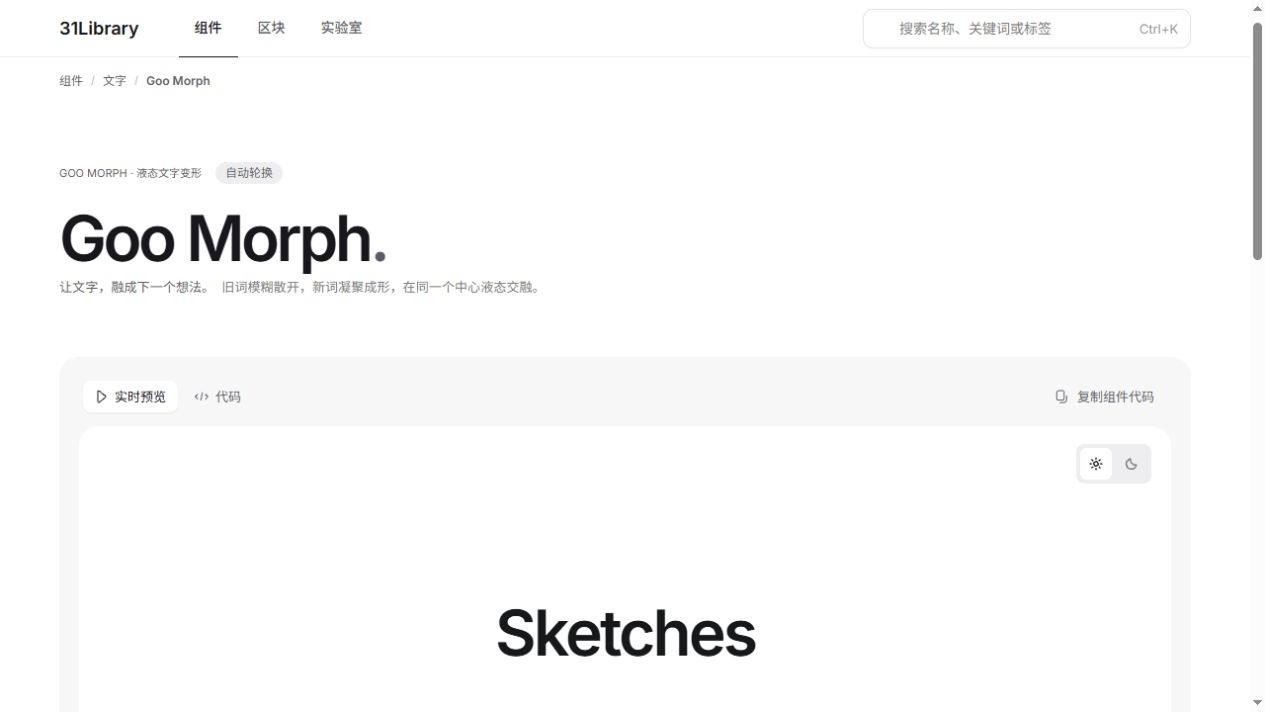 31Library 组件 区块 实验室 搜索名称、关键词或标签 Ctrl+K
组件 / 文字 / Goo Morph
GOO MORPH · 液态文字变形 自动轮换
Goo Morph.
让文字，融成下一个想法。 旧词模糊散开，新词凝聚成形，在同一个中心液态交融。
实时预览 </> 代码 复制组件代码
Sketches